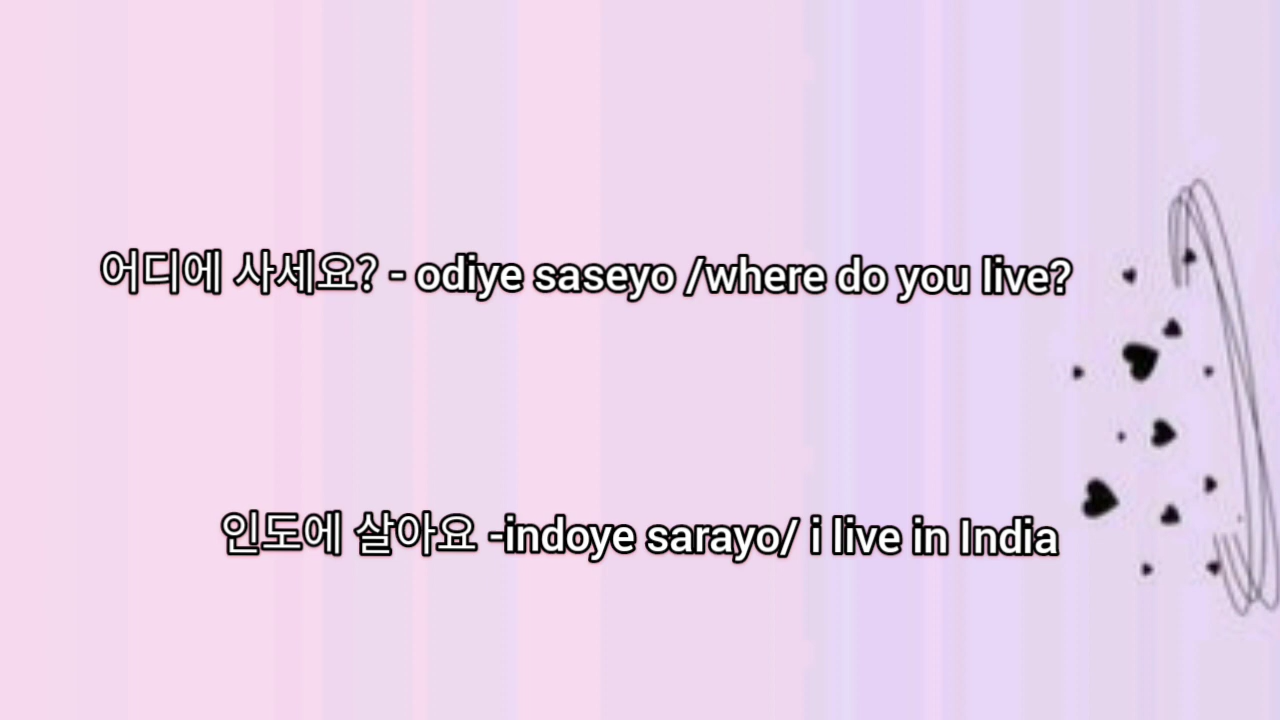 어디에 사세요? - odiye saseyo /where do you live?
인도에 살아요 -indoye sarayo/ i live in India